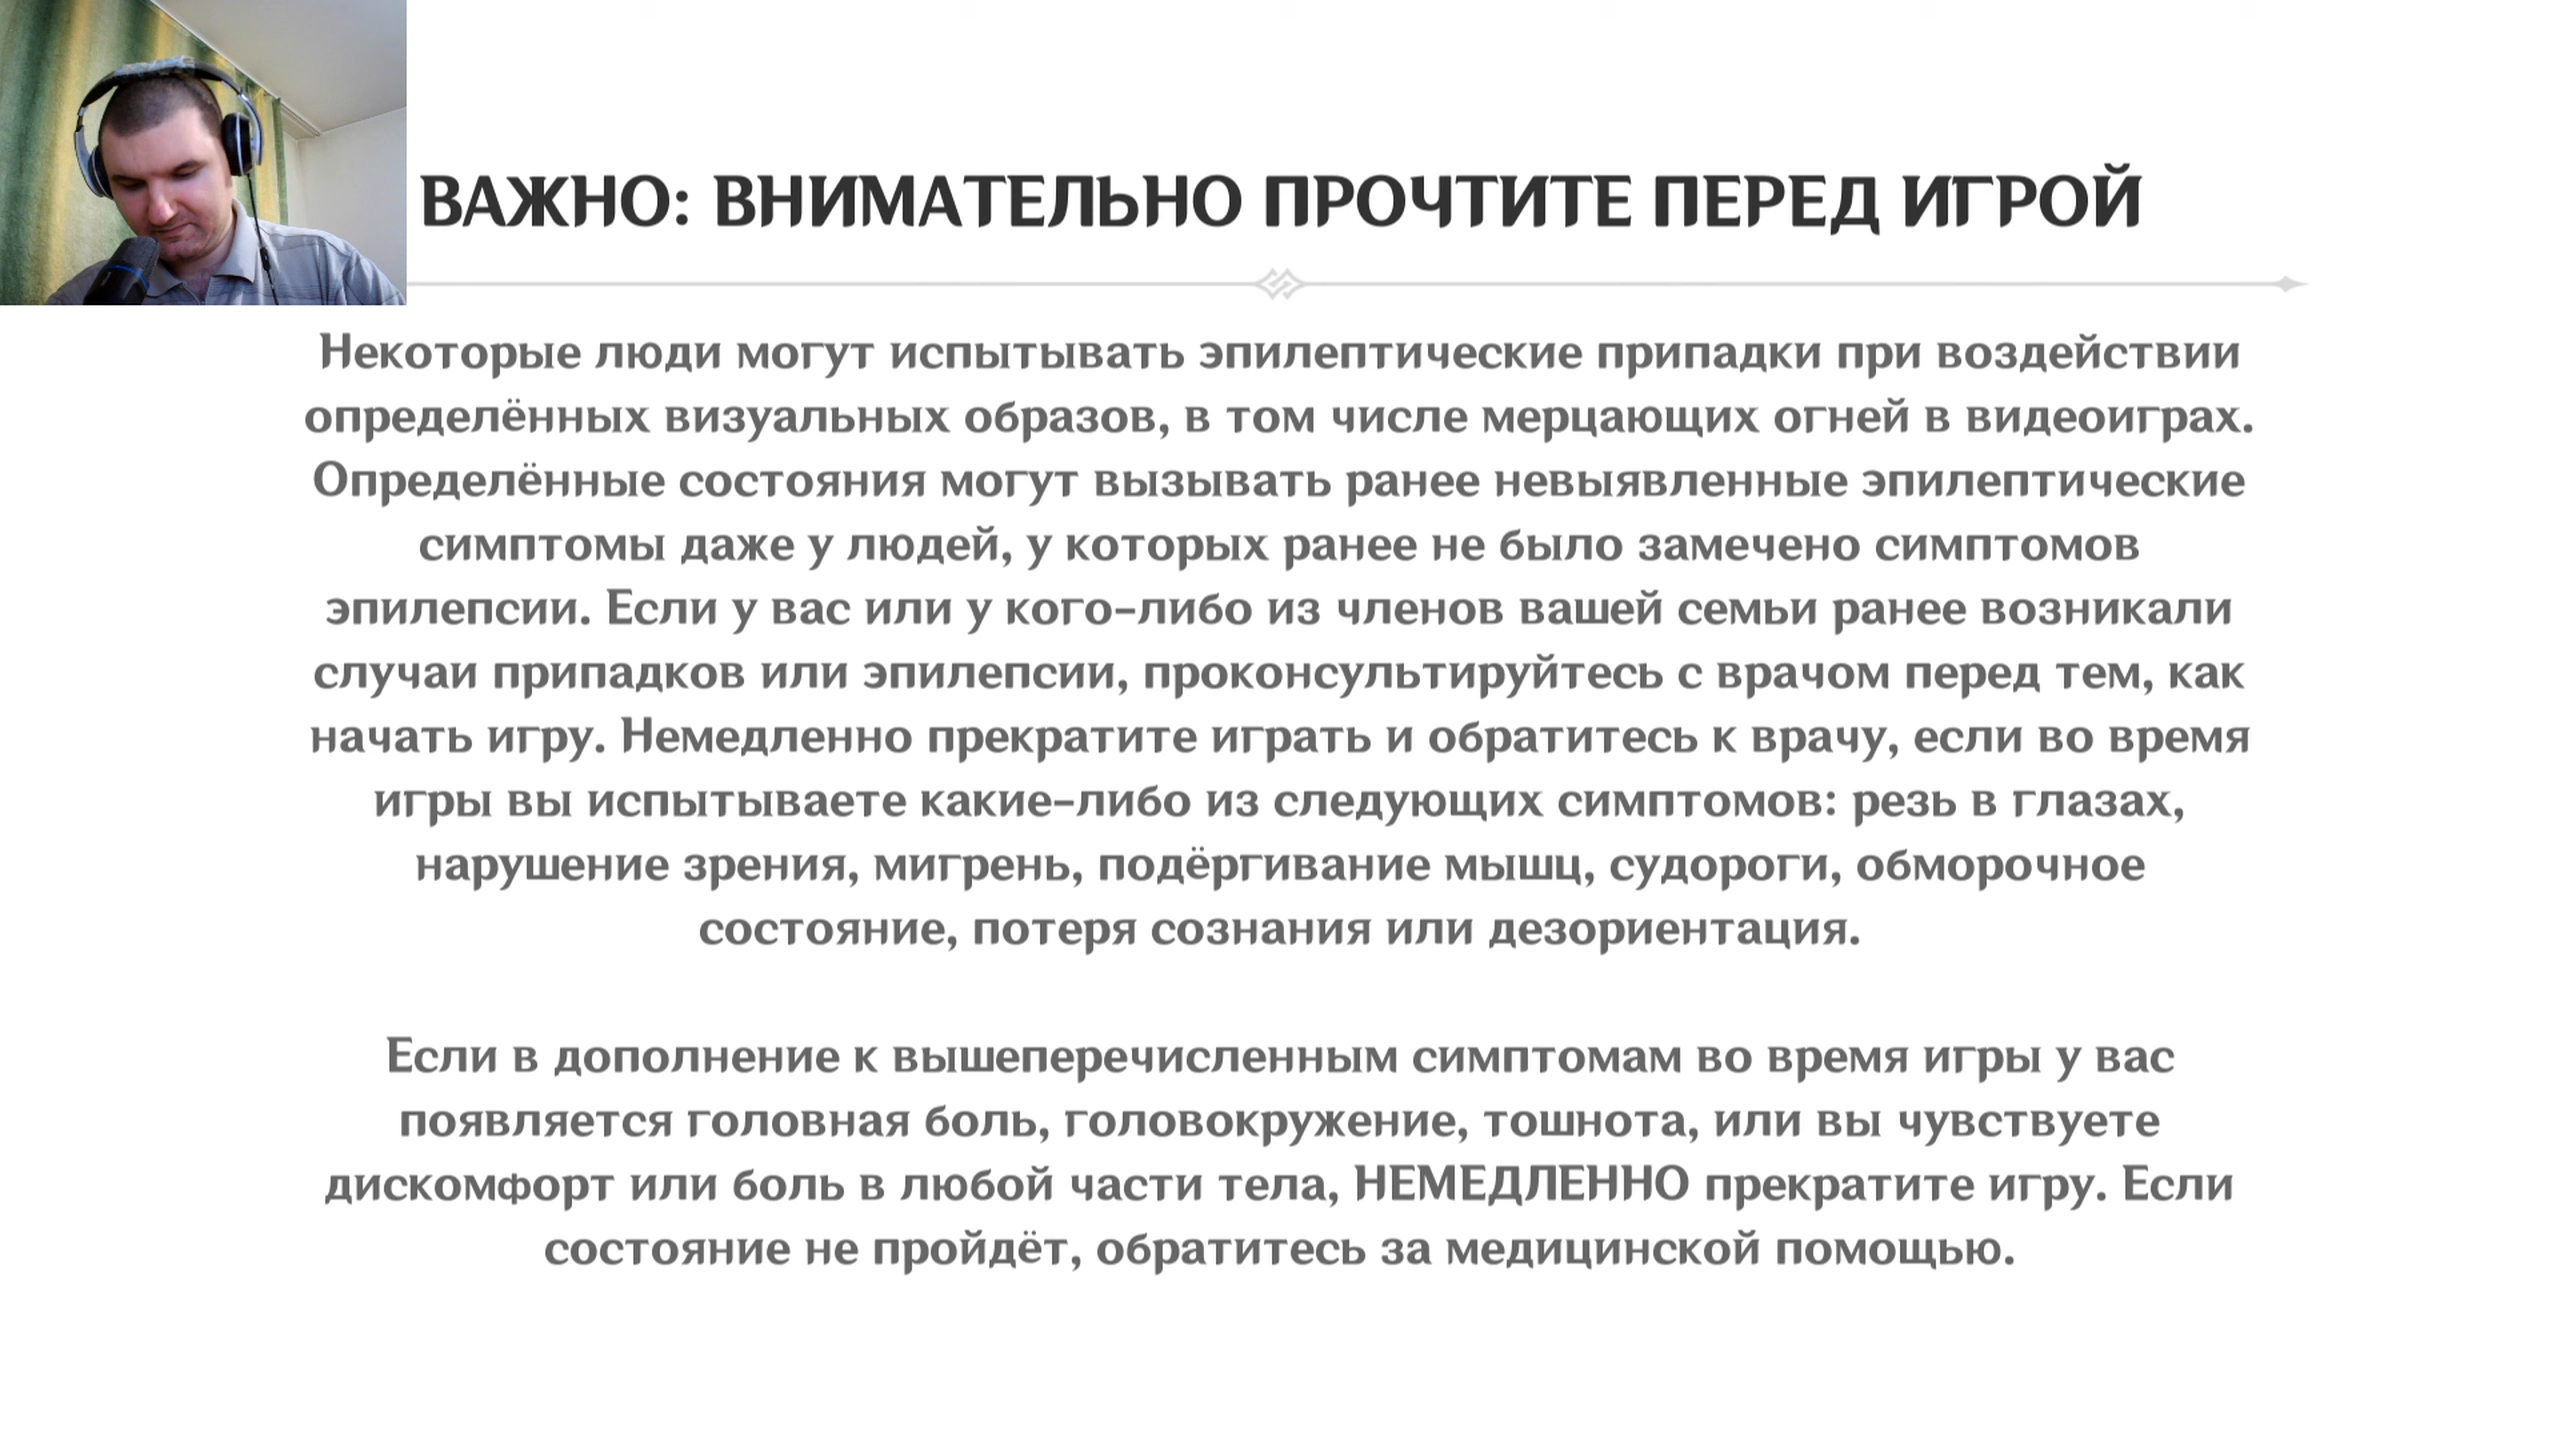 ВАЖНО: ВНИМАТЕЛЬНО ПРОЧТИТЕ ПЕРЕД ИГРОЙ
Некоторые люди могут испытывать эпилептические припадки при воздействии
определённых визуальных образов, в том числе мерцающих огней в видеоиграх.
Определённые состояния могут вызывать ранее невыявленные эпилептические
симптомы даже у людей, у которых ранее не было замечено симптомов
эпилепсии. Если у вас или у кого-либо из членов вашей семьи ранее возникали
случаи припадков или эпилепсии, проконсультируйтесь с врачом перед тем, как
начать игру. Немедленно прекратите играть и обратитесь к врачу, если во время
игры вы испытываете какие-либо из следующих симптомов: резь в глазах,
нарушение зрения, мигрень, подёргивание мышц, судороги, обморочное
состояние, потеря сознания или дезориентация.
Если в дополнение к вышеперечисленным симптомам во время игры у вас
появляется головная боль, головокружение, тошнота, или вы чувствуете
дискомфорт или боль в любой части тела, НЕМЕДЛЕННО прекратите игру. Если
состояние не пройдёт, обратитесь за медицинской помощью.